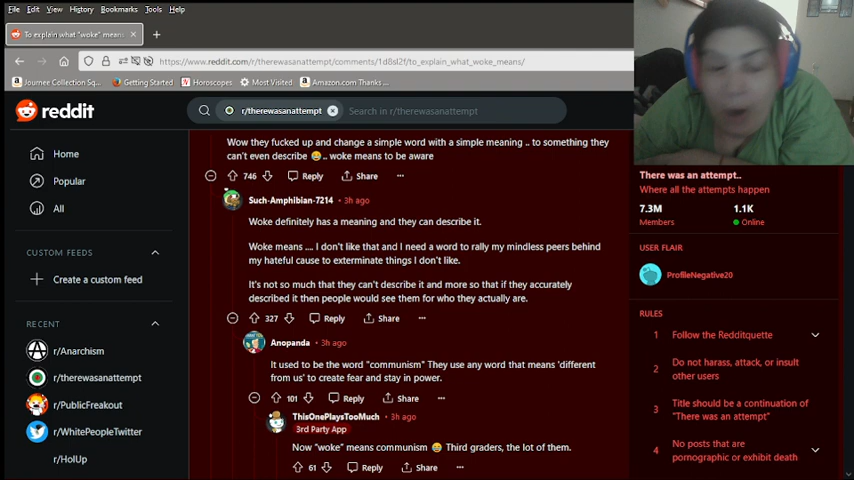 File Edit View History Bookmarks Tools Help
To explain what "woke" means
https://www.reddit.com/r/therewasanattempt/comments/1d8sl2f/to_explain_what_woke_means/
Journee Collection Sq... Getting Started Horoscopes Most Visited Amazon.com Thanks ...
reddit
r/therewasanattempt Search in r/therewasanattempt
Home
Popular
All
CUSTOM FEEDS
Create a custom feed
RECENT
r/Anarchism
r/therewasanattempt
r/PublicFreakout
r/WhitePeopleTwitter
r/HolUp
Wow they fucked up and change a simple word with a simple meaning .. to something they
can't even describe 😂 .. woke means to be aware
746 Reply Share
Such-Amphibian-7214 • 3h ago
Woke definitely has a meaning and they can describe it.
Woke means .... I don't like that and I need a word to rally my mindless peers behind
my hateful cause to exterminate things I don't like.
It's not so much that they can't describe it and more so that if they accurately
described it then people would see them for who they actually are.
327 Reply Share
Anopanda • 3h ago
It used to be the word "communism" They use any word that means 'different
from us' to create fear and stay in power.
101 Reply Share
ThisOnePlaysTooMuch • 3h ago
3rd Party App
Now "woke" means communism 😂 Third graders, the lot of them.
61 Reply Share
There was an attempt..
Where all the attempts happen
7.3M 1.1K
Members Online
USER FLAIR
ProfileNegative20
RULES
1 Follow the Redditquette
2 Do not harass, attack, or insult
other users
3 Title should be a continuation of
"There was an attempt"
4 No posts that are
pornographic or exhibit death